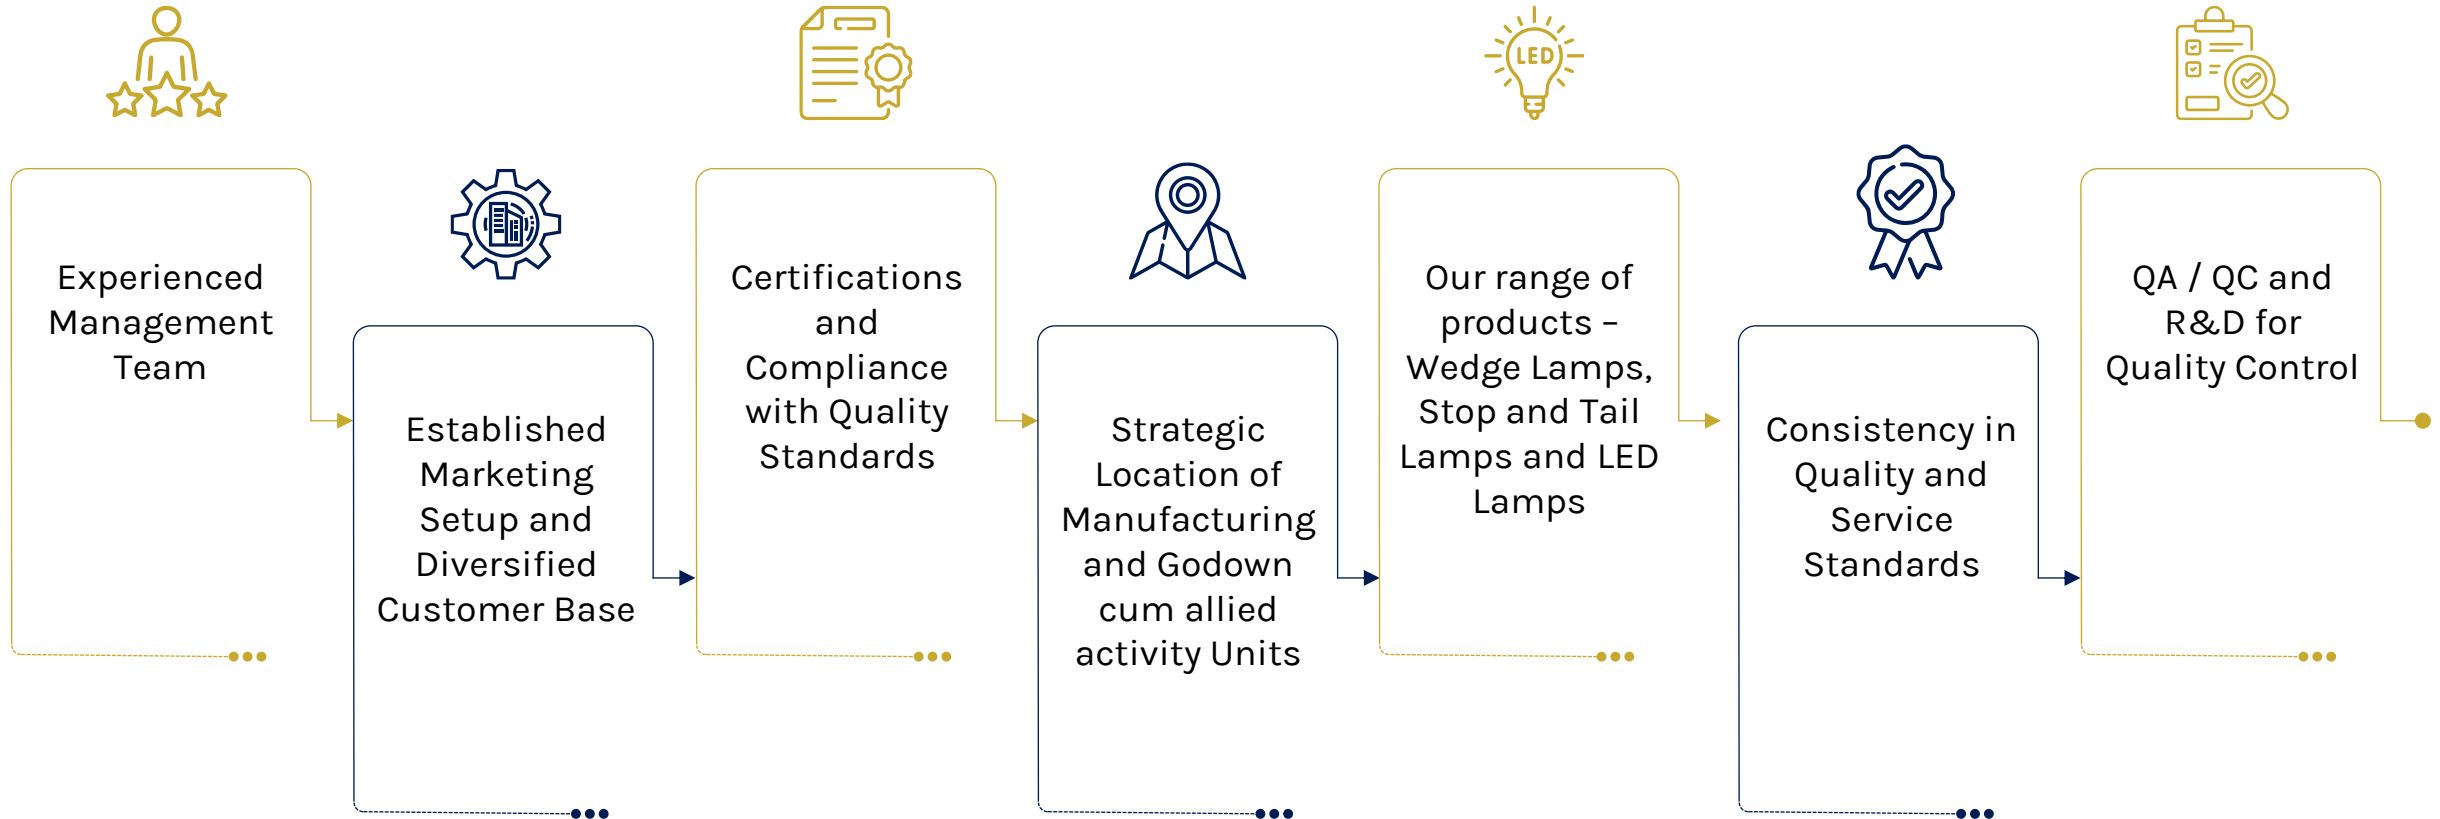 Experienced
Management
Team
Established
Marketing
Setup and
Diversified
Customer Base
Certifications
and
Compliance
with Quality
Standards
Strategic
Location of
Manufacturing
and Godown
cum allied
activity Units
LED
Our range of
products –
Wedge Lamps,
Stop and Tail
Lamps and LED
Lamps
Consistency in
Quality and
Service
Standards
QA / QC and
R&D for
Quality Control